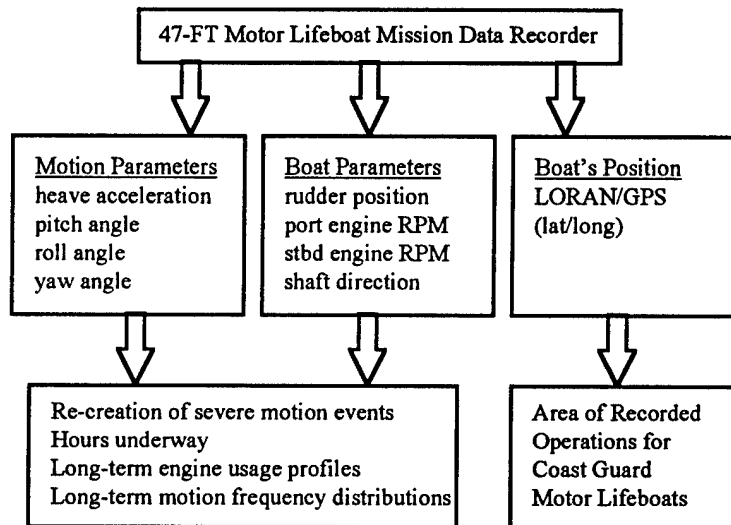 47-FT Motor Lifeboat Mission Data Recorder
Motion Parameters
heave acceleration
pitch angle
roll angle
yaw angle
Boat Parameters
rudder position
port engine RPM
stbd engine RPM
shaft direction
Boat's Position
LORAN/GPS
(lat/long)
Re-creation of severe motion events
Hours underway
Long-term engine usage profiles
Long-term motion frequency distributions
Area of Recorded
Operations for
Coast Guard
Motor Lifeboats